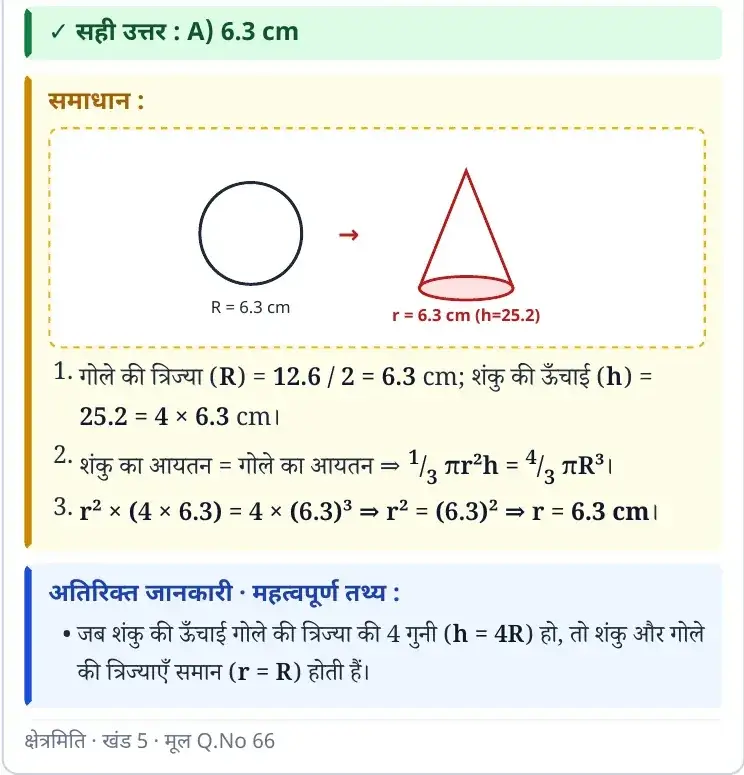 ✓ सही उत्तर : A) 6.3 cm
समाधान :
→
R = 6.3 cm
r = 6.3 cm (h=25.2)
1. गोले की त्रिज्या (R) = 12.6 / 2 = 6.3 cm; शंकु की ऊँचाई (h) =
25.2 = 4 × 6.3 cm।
2. शंकु का आयतन = गोले का आयतन ⇒ ¹/₃ πr²h = ⁴/₃ πR³।
3. r² × (4 × 6.3) = 4 × (6.3)³ ⇒ r² = (6.3)² ⇒ r = 6.3 cm।
अतिरिक्त जानकारी · महत्वपूर्ण तथ्य :
• जब शंकु की ऊँचाई गोले की त्रिज्या की 4 गुनी (h = 4R) हो, तो शंकु और गोले
की त्रिज्याएँ समान (r = R) होती हैं।
क्षेत्रमिति · खंड 5 · मूल Q.No 66